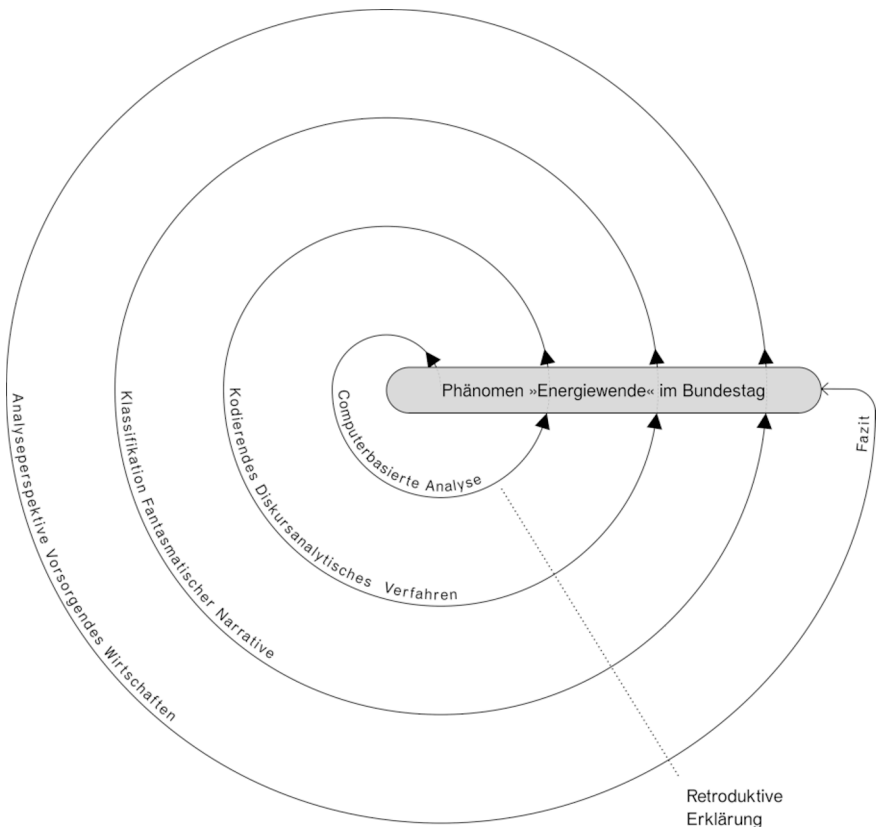 Phänomen »Energiewende« im Bundestag
Computerbasierte Analyse
Kodierendes Diskursanalytisches Verfahren
Klassifikation Fantasmatischer Narrative
Analyseperspektive Vorsorgendes Wirtschaften
Fazit
Retroduktive
Erklärung